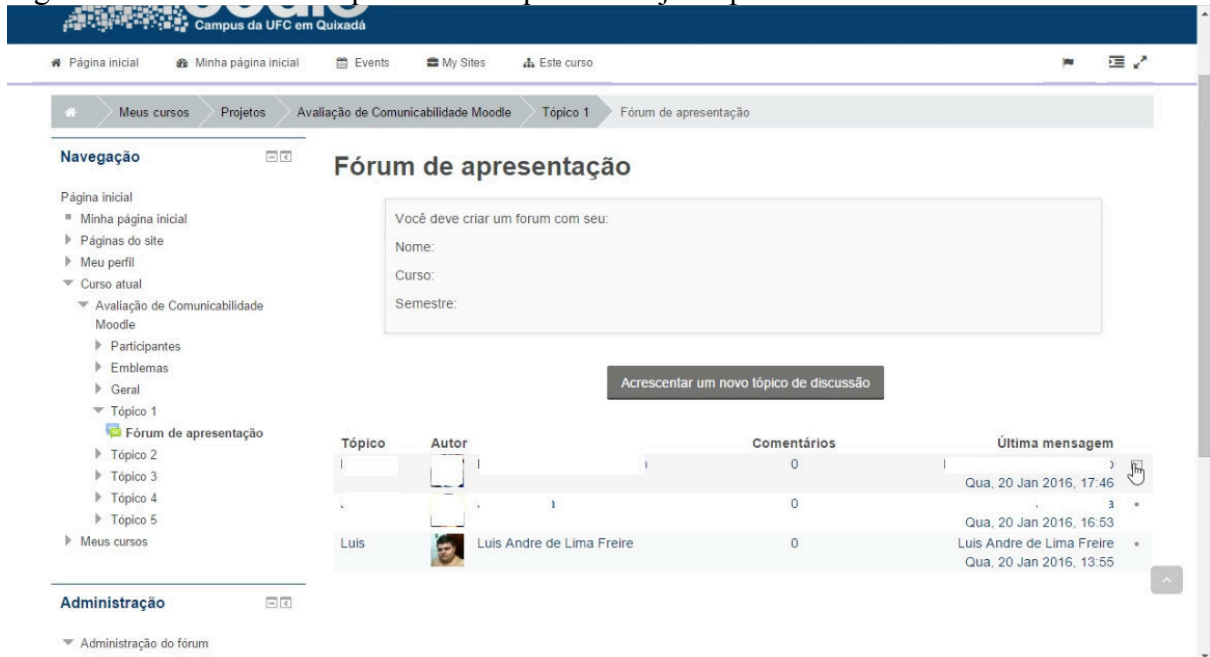 Campus da UFC em Quixadá
Página inicial
Minha página inicial
Events
My Sites
Este curso
Meus cursos
Projetos
Avaliação de Comunicabilidade Moodle
Tópico 1
Fórum de apresentação
Navegação
Página inicial
Minha página inicial
Páginas do site
Meu perfil
Curso atual
Avaliação de Comunicabilidade
Moodle
Participantes
Emblemas
Geral
Tópico 1
Fórum de apresentação
Tópico 2
Tópico 3
Tópico 4
Tópico 5
Meus cursos
Administração
Administração do fórum
Fórum de apresentação
Você deve criar um forum com seu:
Nome:
Curso:
Semestre:
Acrescentar um novo tópico de discussão
Tópico Autor Comentários Última mensagem
0
Qua, 20 Jan 2016, 17:46
0
Qua, 20 Jan 2016, 16:53
Luis Luis Andre de Lima Freire 0 Luis Andre de Lima Freire
Qua, 20 Jan 2016, 13:55